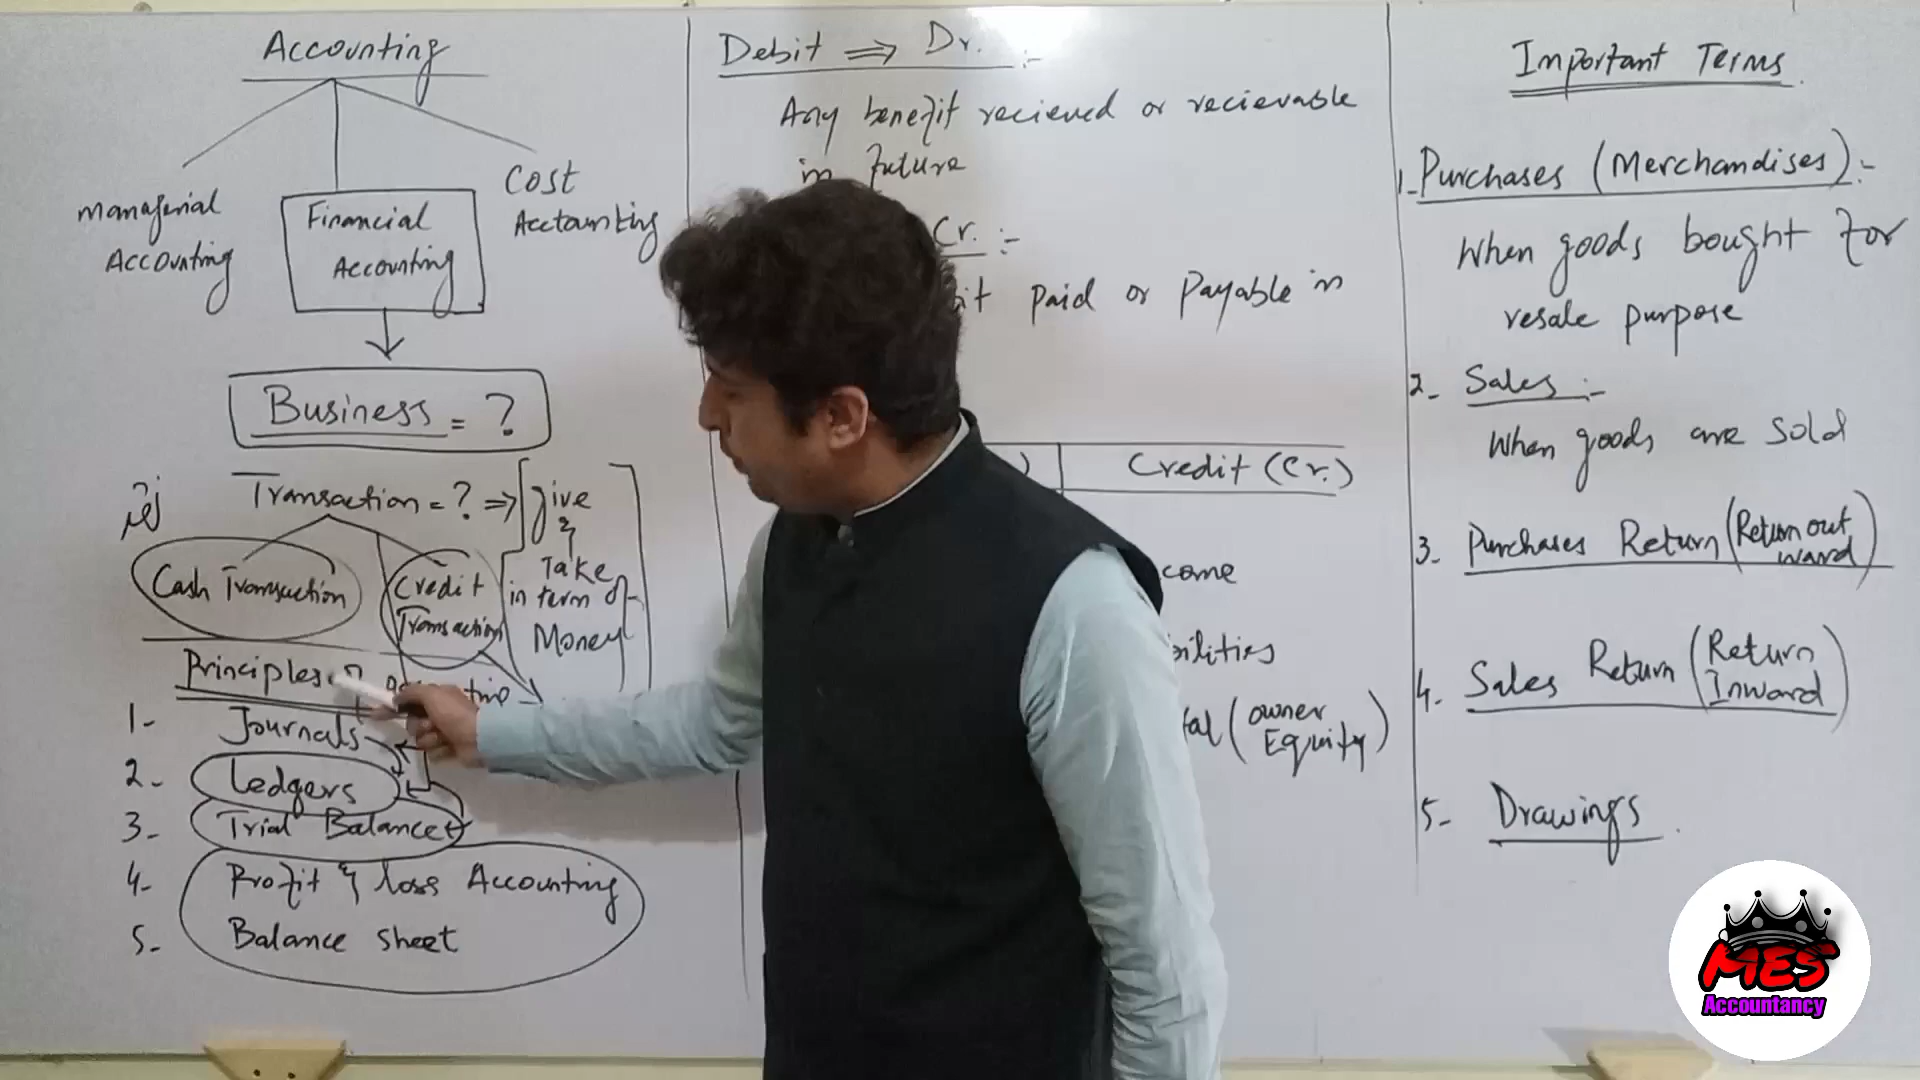 Accounting
Managerial
Accounting
Financial
Accounting
Cost
Acctounting
Business = ?
Transaction = ? ⇒ [give
&
Take
in term of
Money]
Cash Transaction
Credit
Transaction
Principles of
1- Journals
2- Ledgers
3- Trial Balance
4- Profit & loss Accounting
5- Balance sheet
Debit ⇒ Dr. :-
Any benefit recieved or recievable
in future
Cr. :-
paid or payable in
Credit (Cr.)
(owner
Equity)
Important Terms
1- Purchases (Merchandises) :-
When goods bought for
resale purpose
2- Sales :-
When goods are sold
3- Purchases Return (Return out
ward)
4- Sales Return (Return
Inward)
5- Drawings
MES
Accountancy